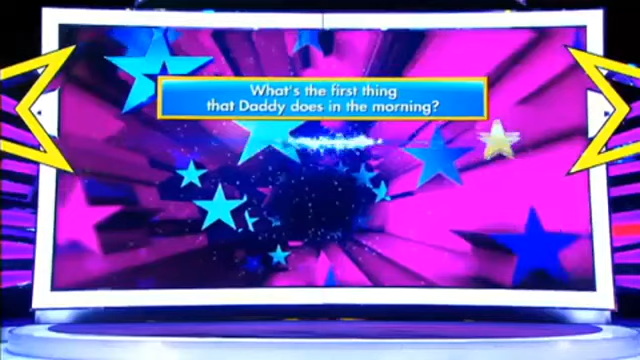 What's the first thing
that Daddy does in the morning?